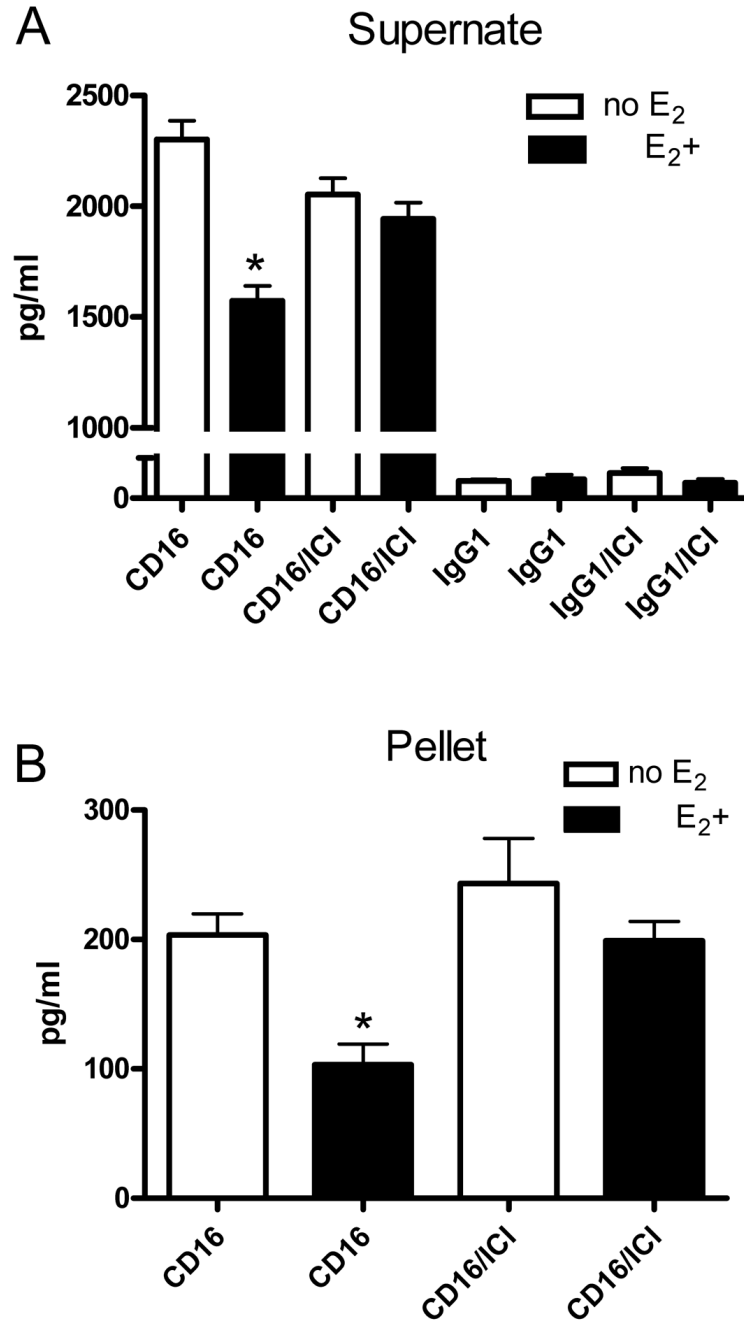 A
Supernate
no E₂
E₂+
pg/ml
2500
2000
1500
1000
0
CD16
CD16
CD16/ICI
CD16/ICI
IgG1
IgG1
IgG1/ICI
IgG1/ICI
*
B
Pellet
no E₂
E₂+
pg/ml
300
200
100
0
*
CD16
CD16
CD16/ICI
CD16/ICI